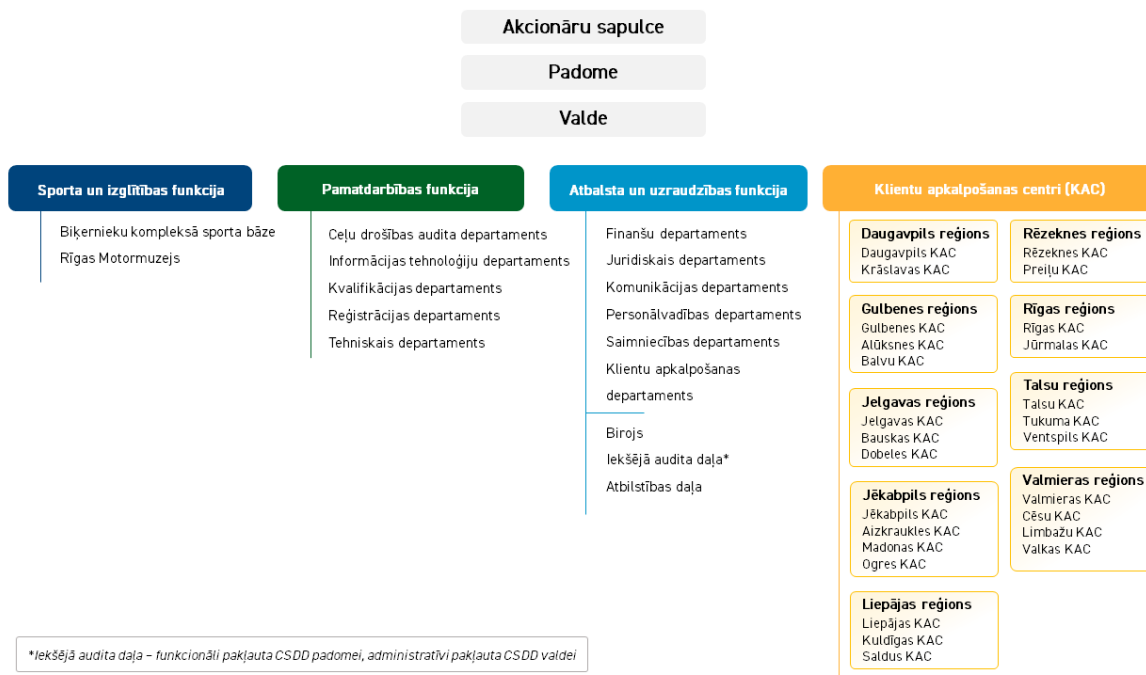 Akcionāru sapulce
Padome
Valde
Sporta un izglītības funkcija
Biķernieku kompleksā sporta bāze
Rīgas Motormuzejs
Pamatdarbības funkcija
Ceļu drošības audita departaments
Informācijas tehnoloģiju departaments
Kvalifikācijas departaments
Reģistrācijas departaments
Tehniskais departaments
Atbalsta un uzraudzības funkcija
Finanšu departaments
Juridiskais departaments
Komunikācijas departaments
Personālvadības departaments
Saimniecības departaments
Klientu apkalpošanas
departaments
Birojs
Iekšējā audita daļa*
Atbilstības daļa
Klientu apkalpošanas centri (KAC)
Daugavpils reģions
Daugavpils KAC
Krāslavas KAC
Gulbenes reģions
Gulbenes KAC
Alūksnes KAC
Balvu KAC
Jelgavas reģions
Jelgavas KAC
Bauskas KAC
Dobeles KAC
Jēkabpils reģions
Jēkabpils KAC
Aizkraukles KAC
Madonas KAC
Ogres KAC
Liepājas reģions
Liepājas KAC
Kuldīgas KAC
Saldus KAC
Rēzeknes reģions
Rēzeknes KAC
Preiļu KAC
Rīgas reģions
Rīgas KAC
Jūrmalas KAC
Talsu reģions
Talsu KAC
Tukuma KAC
Ventspils KAC
Valmieras reģions
Valmieras KAC
Cēsu KAC
Limbažu KAC
Valkas KAC
*Iekšējā audita daļa – funkcionāli pakļauta CSDD padomei, administratīvi pakļauta CSDD valdei